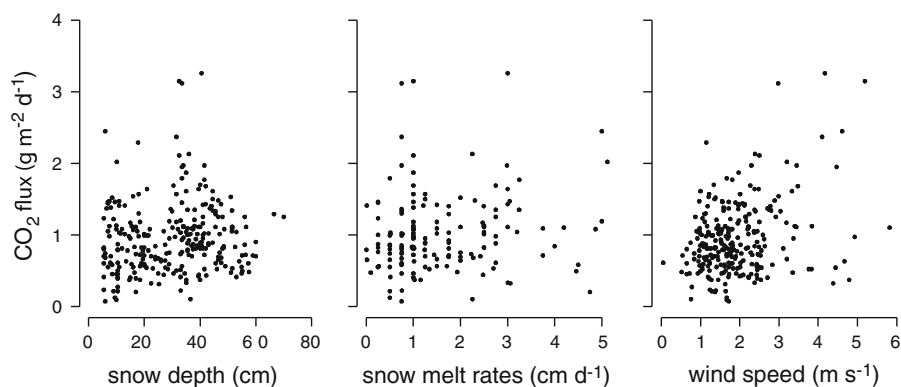 4
3
2
1
0
CO₂ flux (g m⁻² d⁻¹)
0 20 40 6 0 80
snow depth (cm)
0 1 2 3 4 5
snow melt rates (cm d⁻¹)
0 1 2 3 4 5 6
wind speed (m s⁻¹)